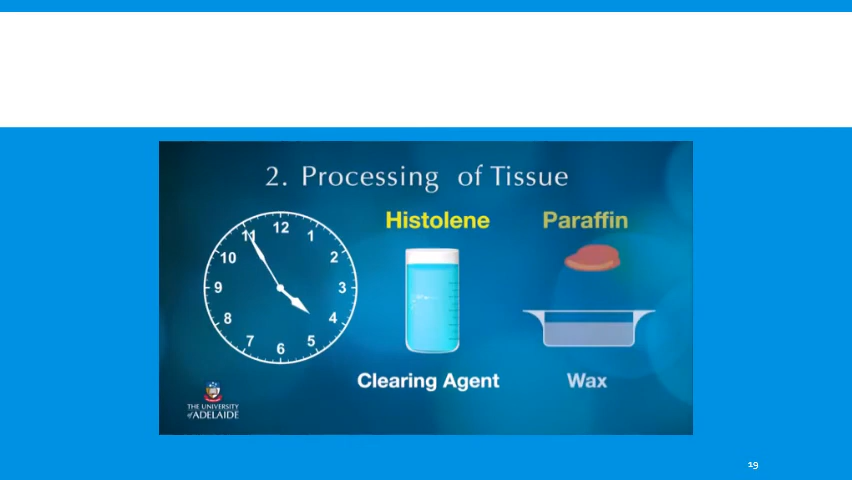 2. Processing of Tissue
Histolene
Paraffin
12
11
1
10
2
9
3
8
4
7
5
6
Clearing Agent
Wax
THE UNIVERSITY
of ADELAIDE
19